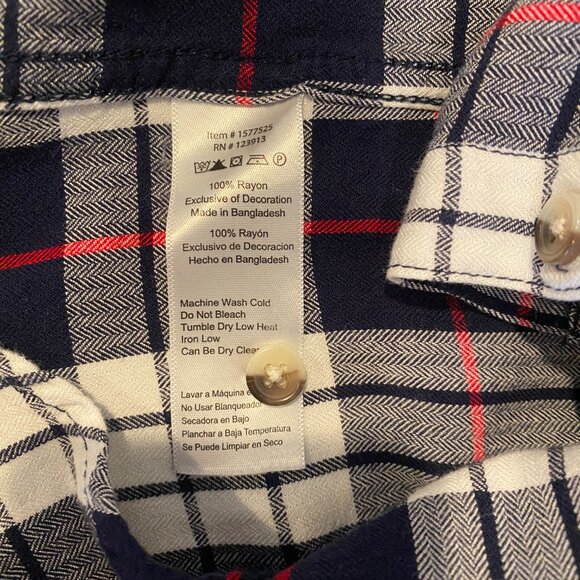 Item # 1577525
RN # 123913
P
100% Rayon
Exclusive of Decoration
Made in Bangladesh
100% Rayón
Exclusivo de Decoracion
Hecho en Bangladesh
Machine Wash Cold
Do Not Bleach
Tumble Dry Low Heat
Iron Low
Can Be Dry
Lavar a Máquina
No Usar Blanqueador
Secadora en Bajo
Planchar a Baja Temperatura
Se Puede Limpiar en Seco